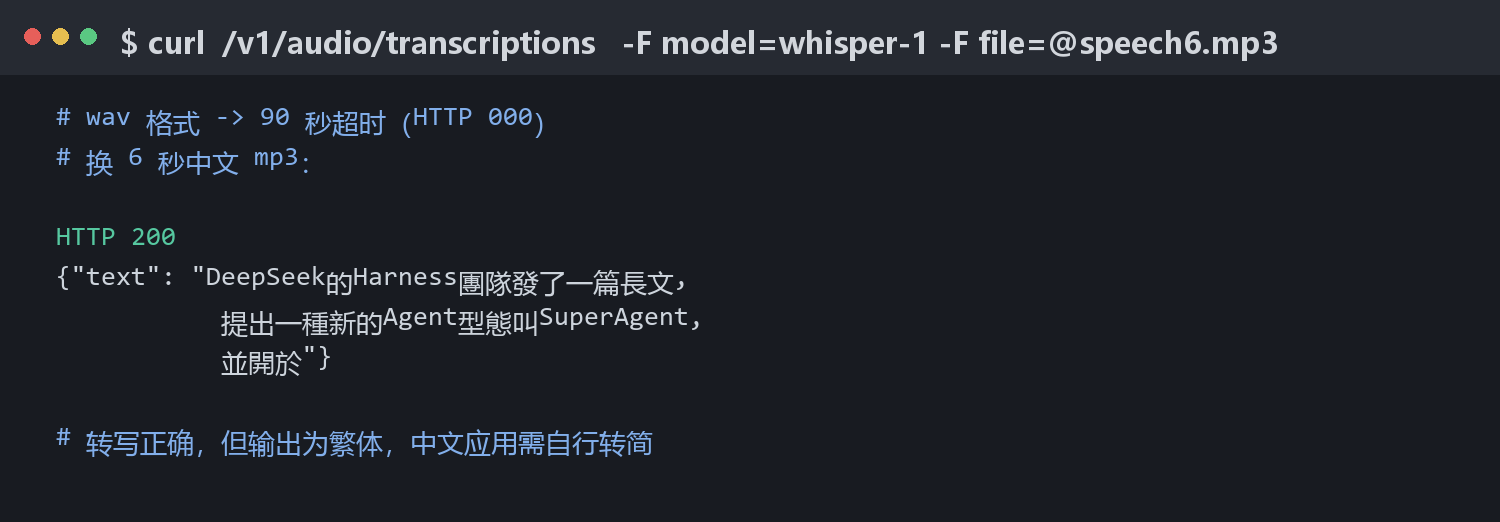 $ curl /v1/audio/transcriptions -F model=whisper-1 -F file=@speech6.mp3
# wav 格式 -> 90 秒超时（HTTP 000）
# 换 6 秒中文 mp3：
HTTP 200
{"text": "DeepSeek的Harness團隊發了一篇長文，
提出一種新的Agent型態叫SuperAgent，
並開於"}
# 转写正确，但输出为繁体，中文应用需自行转简